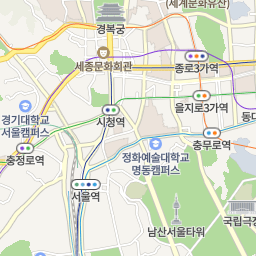 (세계문화유산)
경복궁
세종문화회관
종로3가역
을지로3가역
경기대학교
서울캠퍼스
시청역
동대
충무로역
정화예술대학교
명동캠퍼스
충정로역
서울역
국립극장
남산서울타워